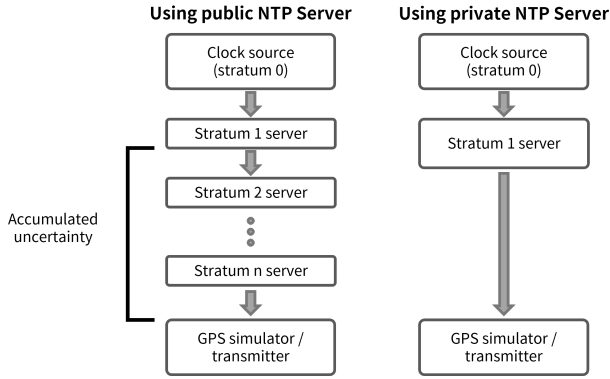 Using public NTP Server
Clock source
(stratum 0)
Stratum 1 server
Stratum 2 server
Stratum n server
GPS simulator /
transmitter
Accumulated
uncertainty
Using private NTP Server
Clock source
(stratum 0)
Stratum 1 server
GPS simulator /
transmitter